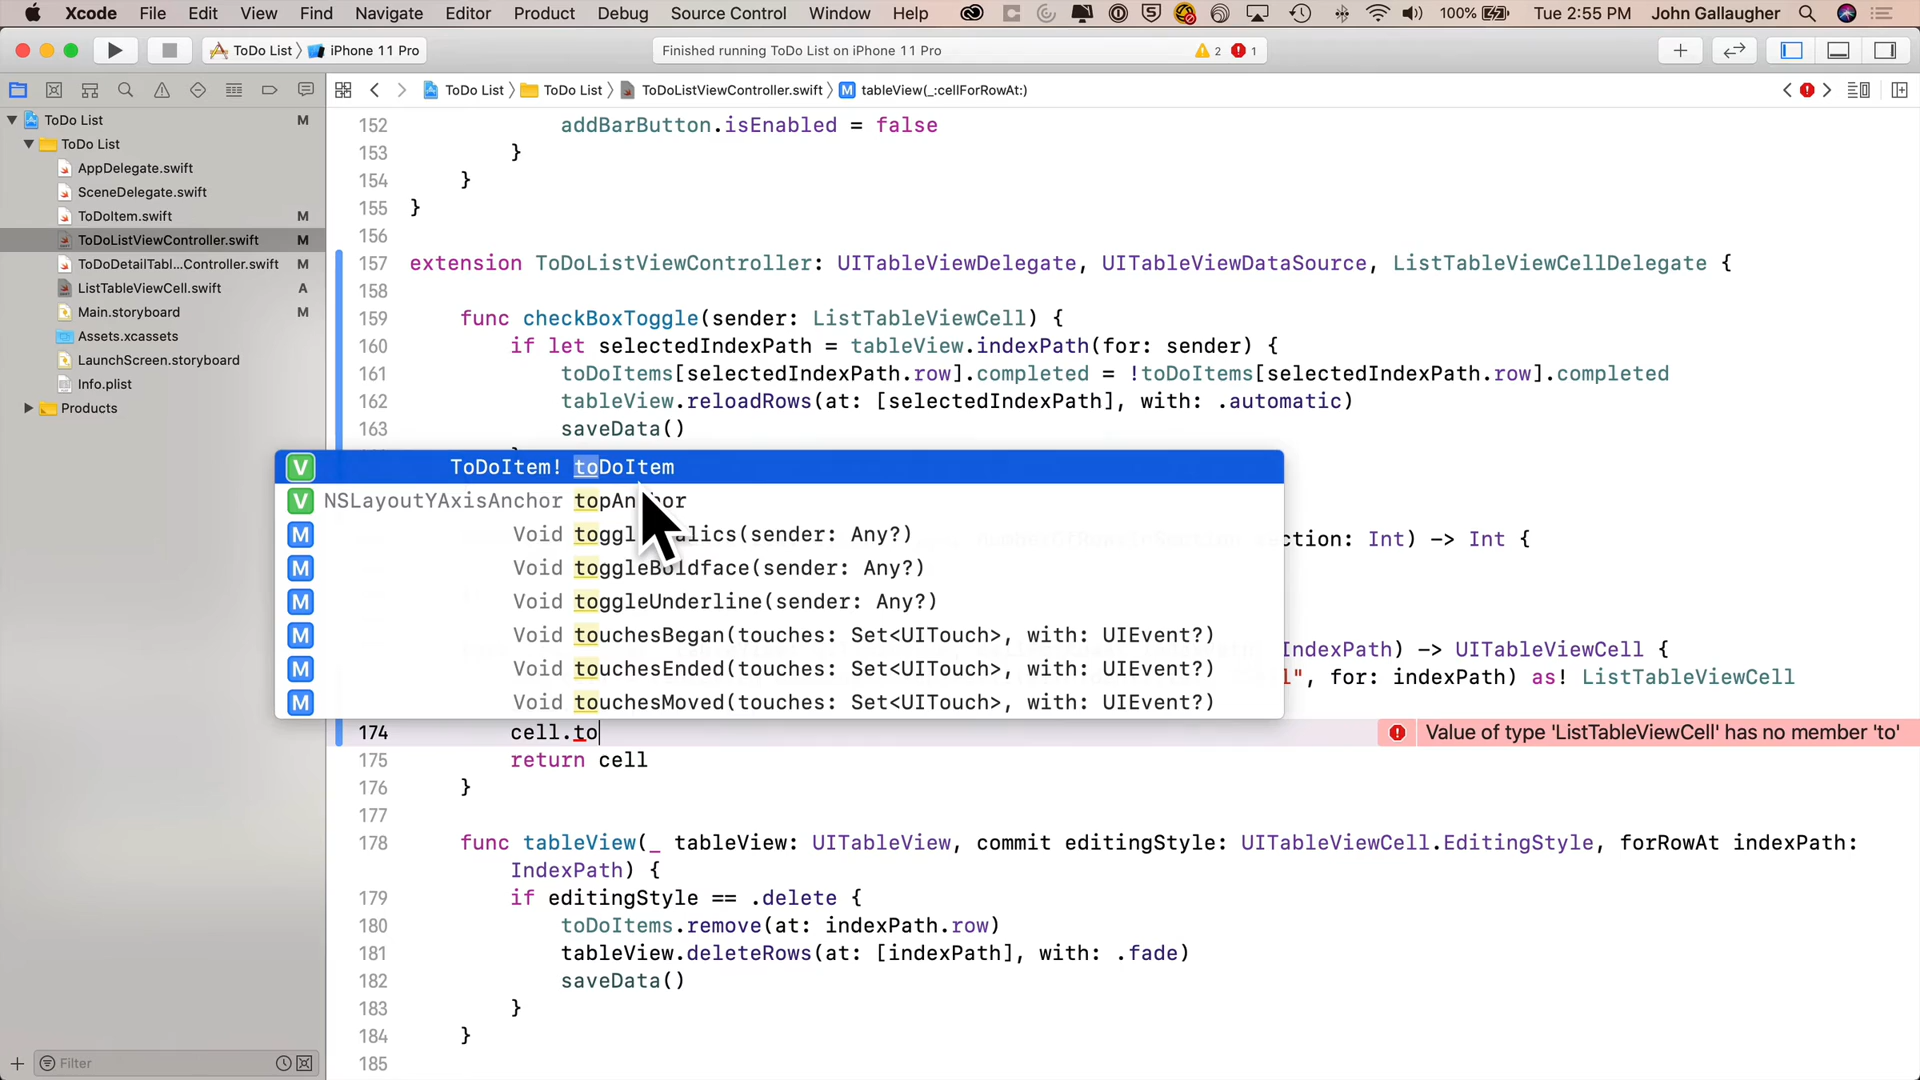 Xcode File Edit View Find Navigate Editor Product Debug Source Control Window Help 100% Tue 2:55 PM John Gallaugher
ToDo List iPhone 11 Pro Finished running ToDo List on iPhone 11 Pro 2 1
ToDo List ToDo List ToDoListViewController.swift M tableView(_:cellForRowAt:)
ToDo List M
ToDo List
AppDelegate.swift
SceneDelegate.swift
ToDoItem.swift M
ToDoListViewController.swift M
ToDoDetailTabl...Controller.swift M
ListTableViewCell.swift A
Main.storyboard M
Assets.xcassets
LaunchScreen.storyboard
Info.plist
Products
Filter
152 addBarButton.isEnabled = false
153 }
154 }
155 }
156
157 extension ToDoListViewController: UITableViewDelegate, UITableViewDataSource, ListTableViewCellDelegate {
158
159 func checkBoxToggle(sender: ListTableViewCell) {
160 if let selectedIndexPath = tableView.indexPath(for: sender) {
161 toDoItems[selectedIndexPath.row].completed = !toDoItems[selectedIndexPath.row].completed
162 tableView.reloadRows(at: [selectedIndexPath], with: .automatic)
163 saveData()
V ToDoItem! toDoItem
V NSLayoutYAxisAnchor
M Void (sender: Any?)
ction: Int) -> Int {
M Void toggleBoldface(sender: Any?)
M Void toggleUnderline(sender: Any?)
M Void touchesBegan(touches: Set<UITouch>, with: UIEvent?)
IndexPath) -> UITableViewCell {
M Void touchesEnded(touches: Set<UITouch>, with: UIEvent?)
", for: indexPath) as! ListTableViewCell
M Void touchesMoved(touches: Set<UITouch>, with: UIEvent?)
174 cell.to Value of type 'ListTableViewCell' has no member 'to'
175 return cell
176 }
177
178 func tableView(_ tableView: UITableView, commit editingStyle: UITableViewCell.EditingStyle, forRowAt indexPath:
IndexPath) {
179 if editingStyle == .delete {
180 toDoItems.remove(at: indexPath.row)
181 tableView.deleteRows(at: [indexPath], with: .fade)
182 saveData()
183 }
184 }
185